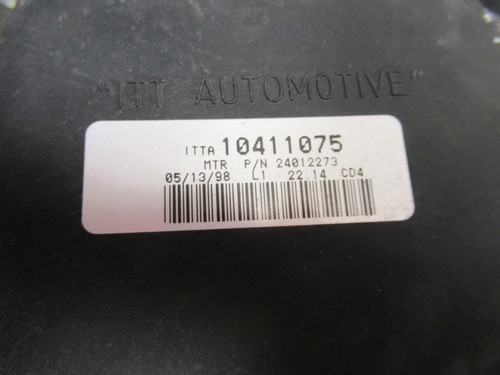 "ITT AUTOMOTIVE"
ITTA 10411075
MTR. P/N 24012273
05/13/98 L1 22.14 CD4